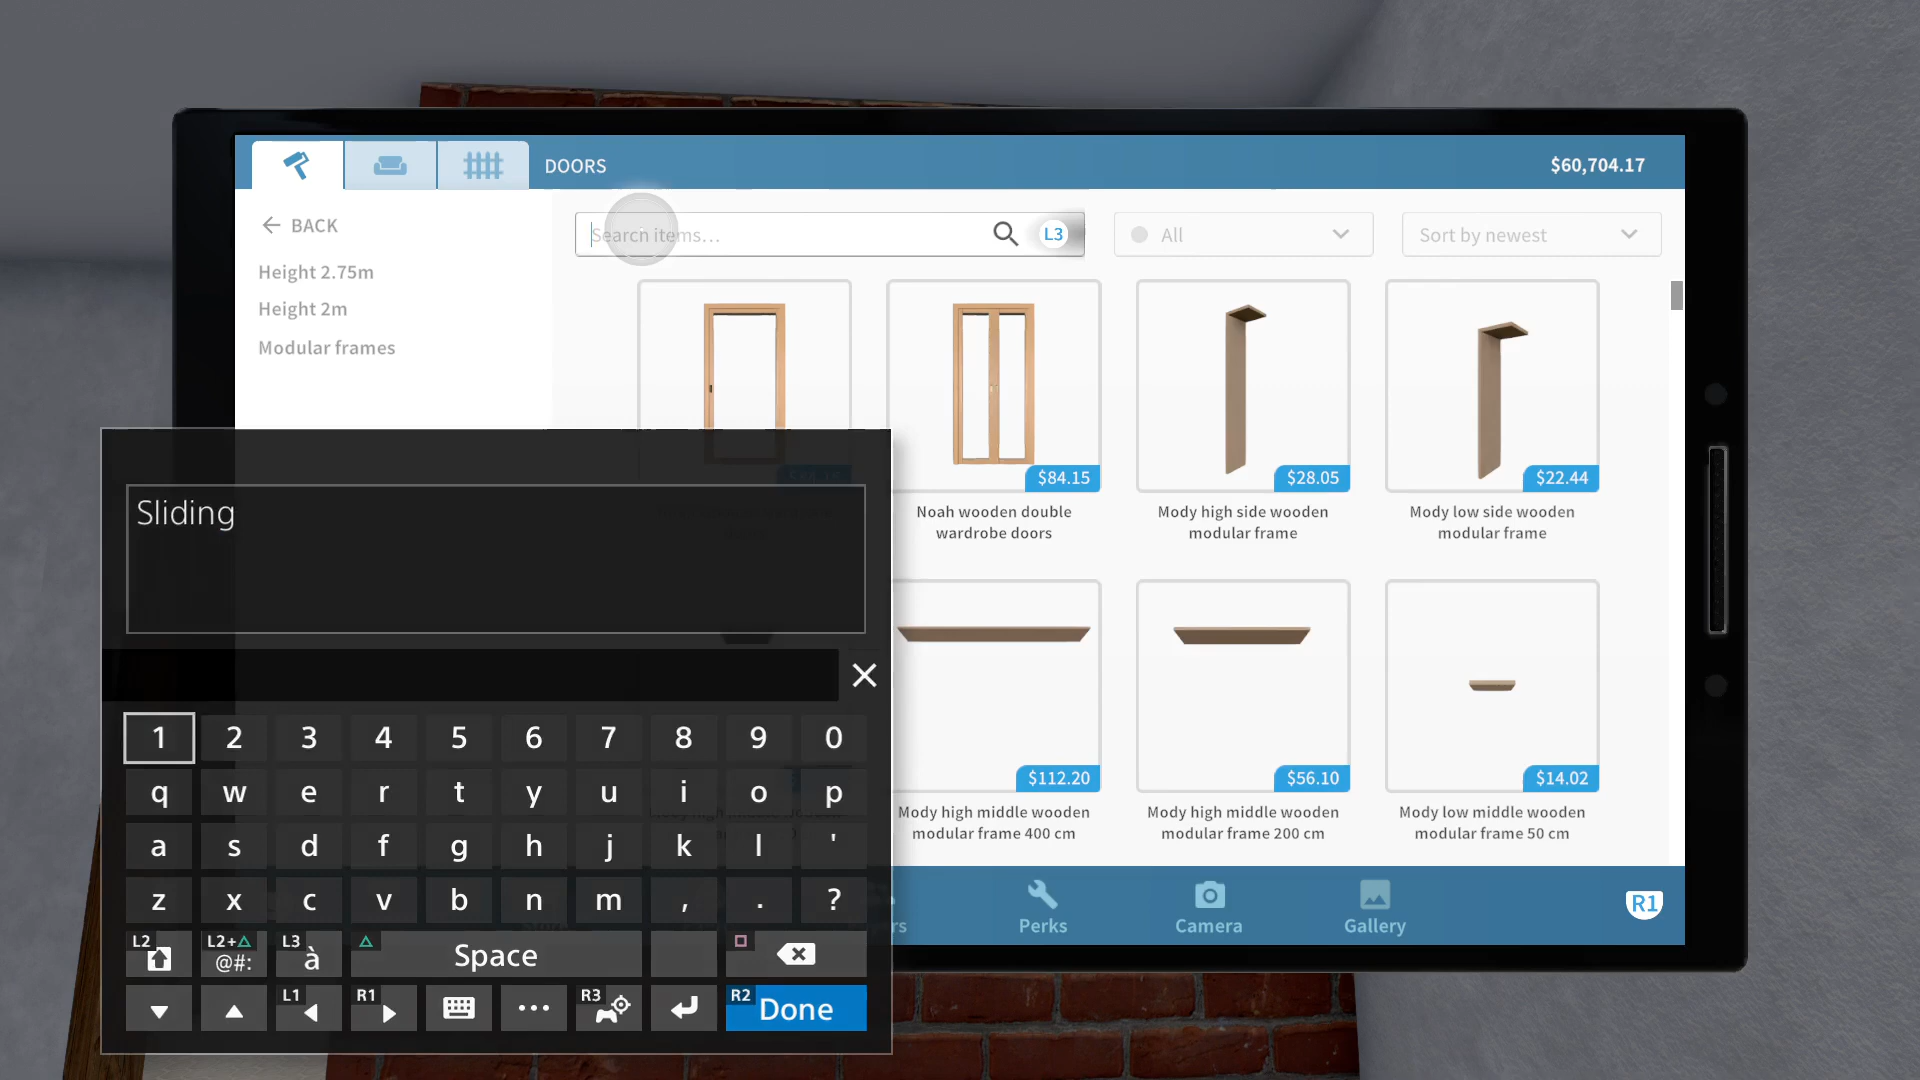 DOORS
$60,704.17
BACK
Search items...
L3
All
Sort by newest
Height 2.75m
Height 2m
Modular frames
$84.15
$28.05
$22.44
Noah wooden double
wardrobe doors
Mody high side wooden
modular frame
Mody low side wooden
modular frame
Sliding
$112.20
$56.10
$14.02
Mody high middle wooden
modular frame 400 cm
Mody high middle wooden
modular frame 200 cm
Mody low middle wooden
modular frame 50 cm
1 2 3 4 5 6 7 8 9 0
q w e r t y u i o p
a s d f g h j k l '
z x c v b n m , . ?
L2 L2+△ @#: L3 à Space
L1 R1 ... R3 R2 Done
Perks
Camera
Gallery
R1